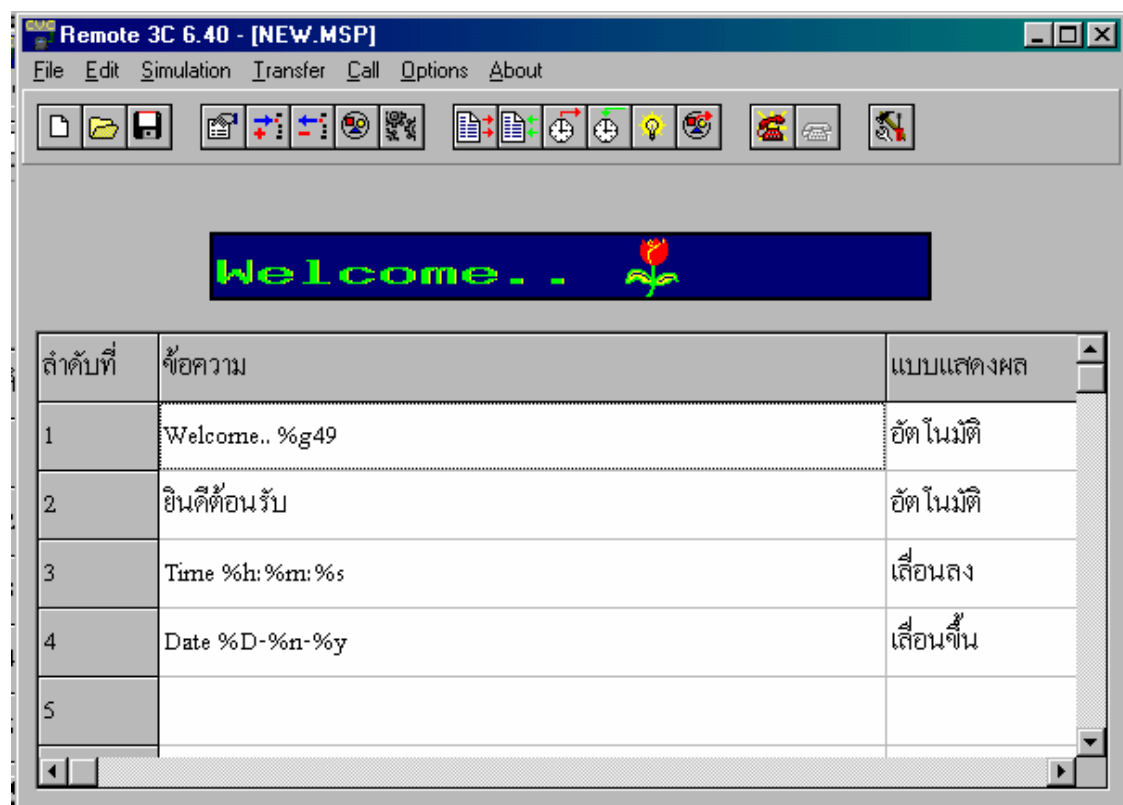 Remote 3C 6.40 - [NEW.MSP]
File Edit Simulation Transfer Call Options About
Welcome..
ลำดับที่ ข้อความ แบบแสดงผล
1 Welcome.. %g49 อัตโนมัติ
2 ยินดีต้อนรับ อัตโนมัติ
3 Time %h:%m:%s เลื่อนลง
4 Date %D-%n-%y เลื่อนขึ้น
5